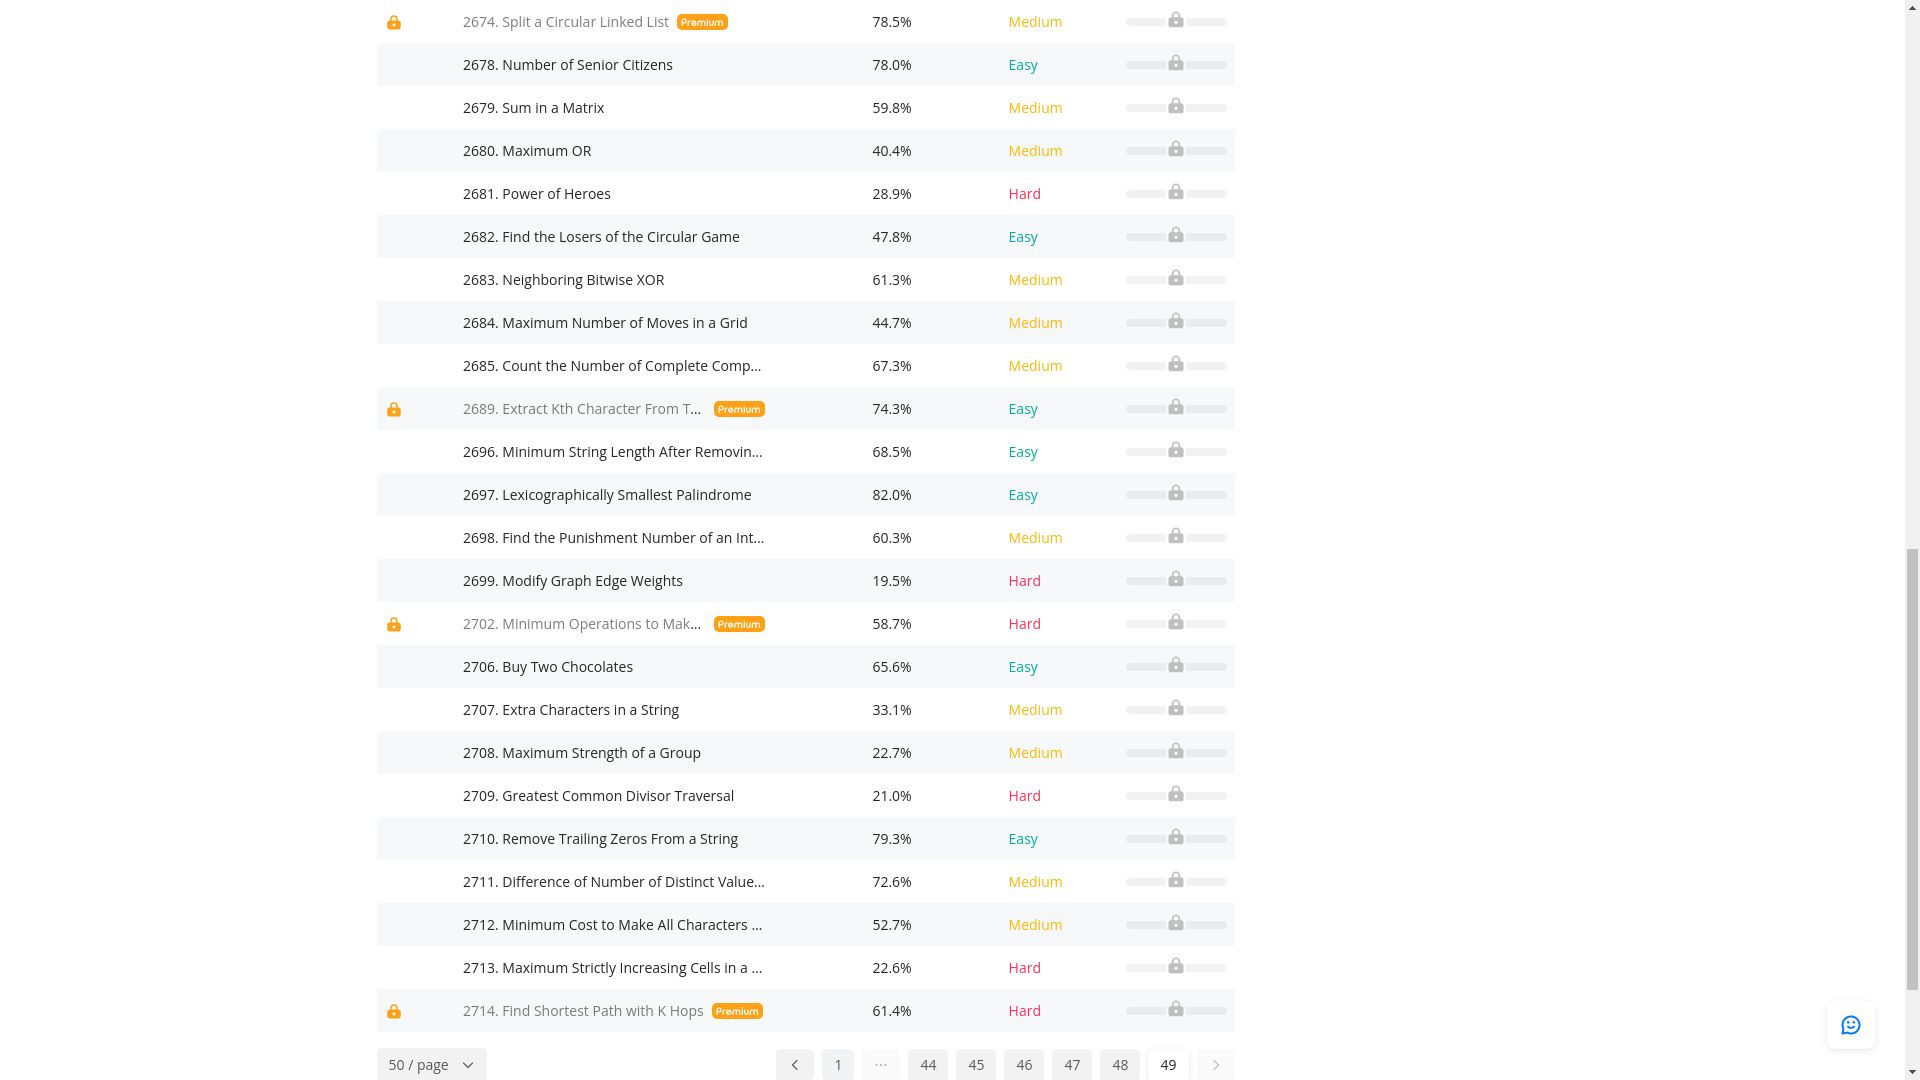 2674. Split a Circular Linked List Premium 78.5% Medium
2678. Number of Senior Citizens 78.0% Easy
2679. Sum in a Matrix 59.8% Medium
2680. Maximum OR 40.4% Medium
2681. Power of Heroes 28.9% Hard
2682. Find the Losers of the Circular Game 47.8% Easy
2683. Neighboring Bitwise XOR 61.3% Medium
2684. Maximum Number of Moves in a Grid 44.7% Medium
2685. Count the Number of Complete Comp... 67.3% Medium
2689. Extract Kth Character From T... Premium 74.3% Easy
2696. Minimum String Length After Removin... 68.5% Easy
2697. Lexicographically Smallest Palindrome 82.0% Easy
2698. Find the Punishment Number of an Int... 60.3% Medium
2699. Modify Graph Edge Weights 19.5% Hard
2702. Minimum Operations to Mak... Premium 58.7% Hard
2706. Buy Two Chocolates 65.6% Easy
2707. Extra Characters in a String 33.1% Medium
2708. Maximum Strength of a Group 22.7% Medium
2709. Greatest Common Divisor Traversal 21.0% Hard
2710. Remove Trailing Zeros From a String 79.3% Easy
2711. Difference of Number of Distinct Value... 72.6% Medium
2712. Minimum Cost to Make All Characters ... 52.7% Medium
2713. Maximum Strictly Increasing Cells in a ... 22.6% Hard
2714. Find Shortest Path with K Hops Premium 61.4% Hard
50 / page 1 ... 44 45 46 47 48 49